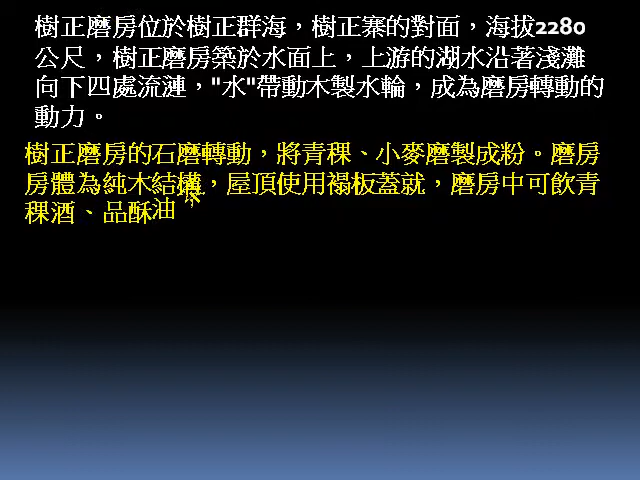 樹正磨房位於樹正群海，樹正寨的對面，海拔2280
公尺，樹正磨房築於水面上，上游的湖水沿著淺灘
向下四處流漣，"水"帶動木製水輪，成為磨房轉動的
動力。
樹正磨房的石磨轉動，將青稞、小麥磨製成粉。磨房
房體為純木結構，屋頂使用褟板蓋就，磨房中可飲青
稞酒、品酥油茶